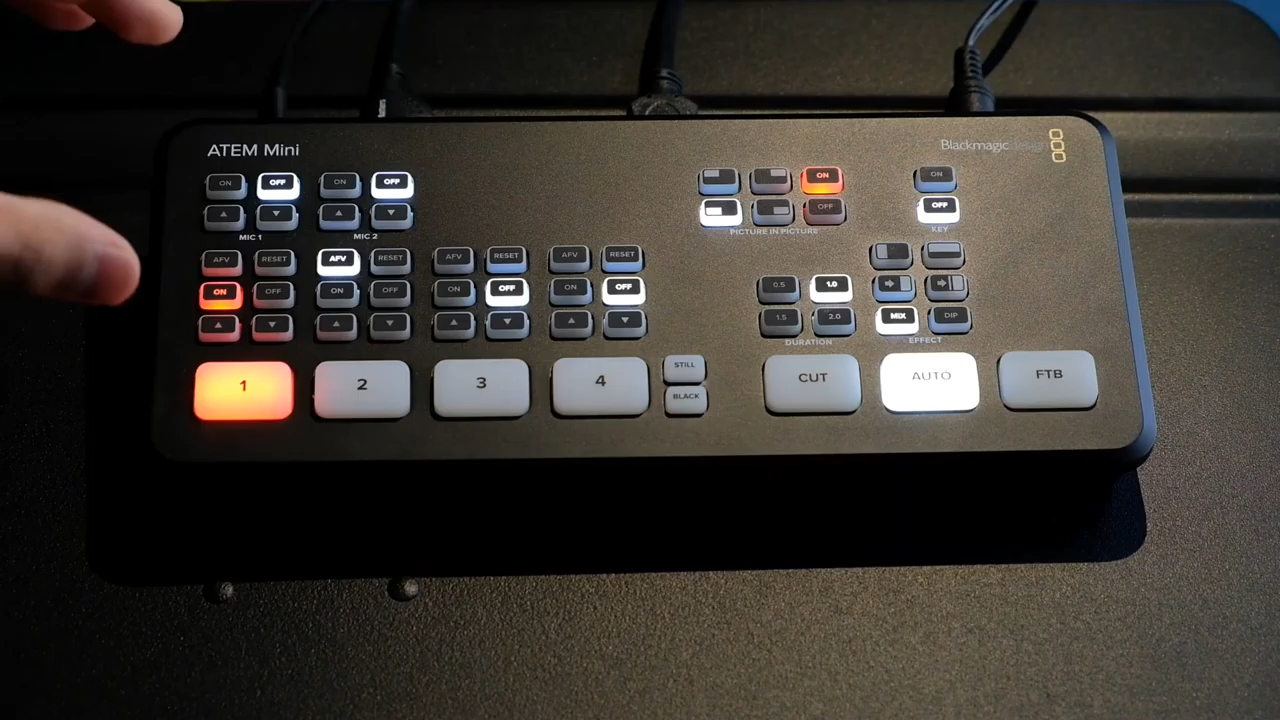 ATEM Mini
Blackmagicdesign
ON OFF ON OFF ON ON
MIC 1 MIC 2 OFF OFF
PICTURE IN PICTURE KEY
AFV RESET AFV RESET AFV RESET AFV RESET
ON OFF ON OFF ON OFF ON OFF 0.5 1.0
1.5 2.0 MIX DIP
DURATION EFFECT
1 2 3 4 STILL CUT AUTO FTB
BLACK